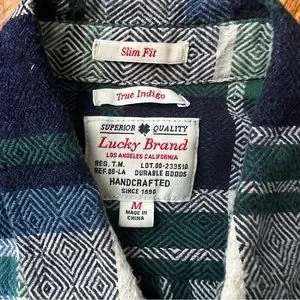 Slim Fit
True Indigo
SUPERIOR QUALITY
Lucky Brand
LOS ANGELES CALIFORNIA
REG. T.M. LOT.00-233510
REF.88-LA DURABLE GOODS
HANDCRAFTED
SINCE 1990
M
MADE IN
CHINA